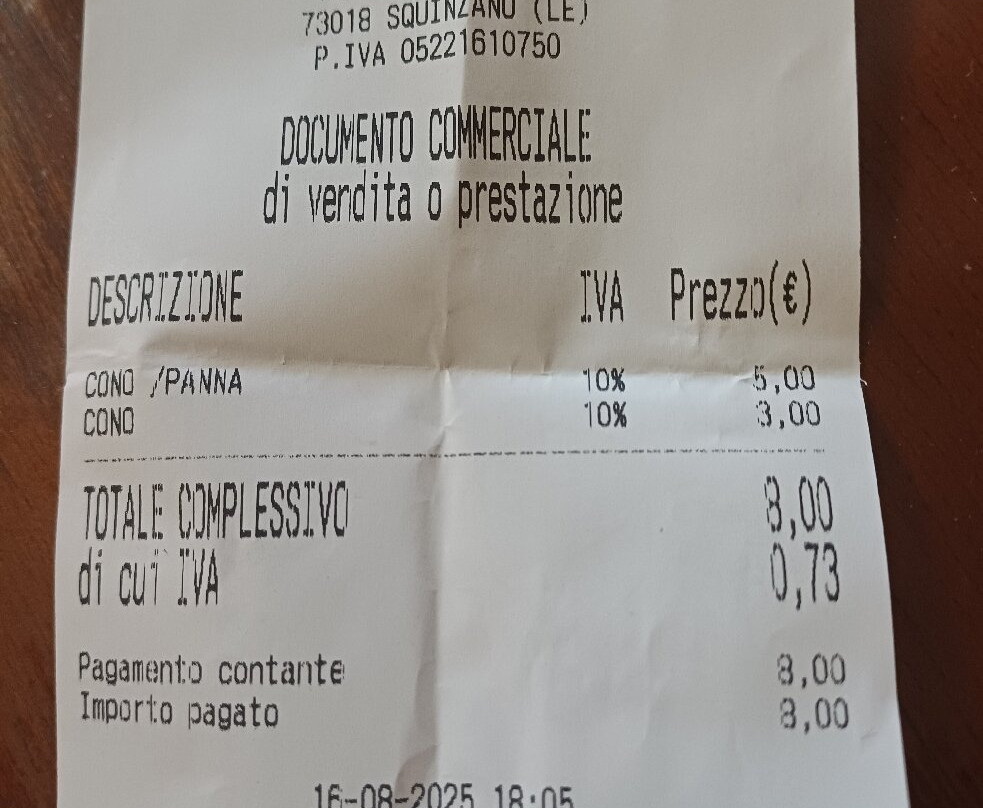 73018 SQUINZANO (LE)
P.IVA 05221610750
DOCUMENTO COMMERCIALE
di vendita o prestazione
DESCRIZIONE IVA Prezzo(€)
CONO /PANNA 10% 5,00
CONO 10% 3,00
TOTALE COMPLESSIVO 8,00
di cui IVA 0,73
Pagamento contante 8,00
Importo pagato 8,00
16-08-2025 18:05